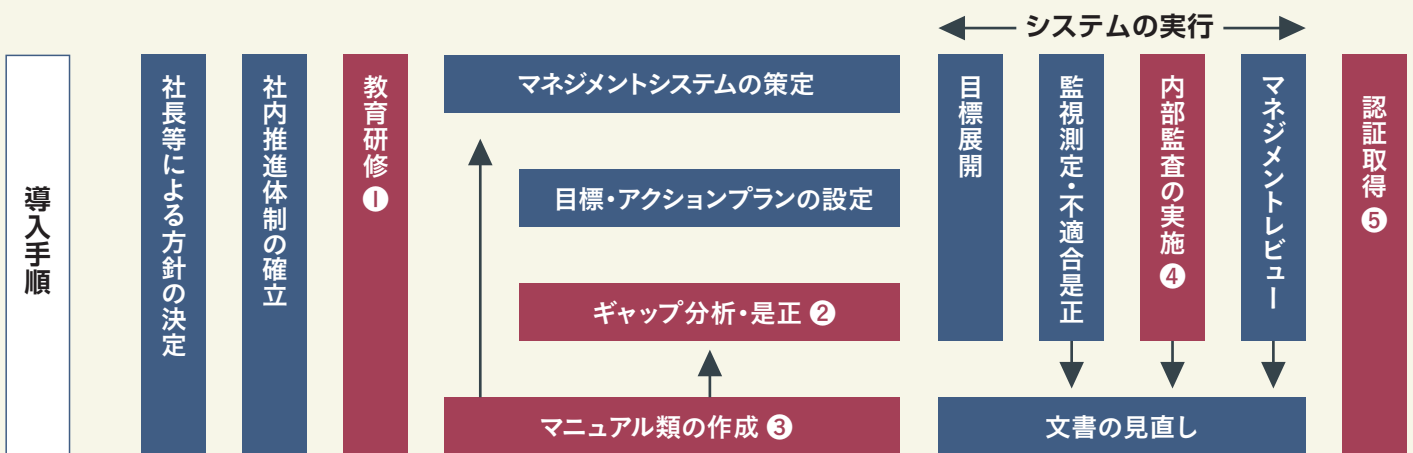 導入手順
社長等による方針の決定
社内推進体制の確立
教育研修❶
マネジメントシステムの策定
目標・アクションプランの設定
ギャップ分析・是正❷
マニュアル類の作成❸
システムの実行
目標展開
監視測定・不適合是正
内部監査の実施❹
マネジメントレビュー
文書の見直し
認証取得❺